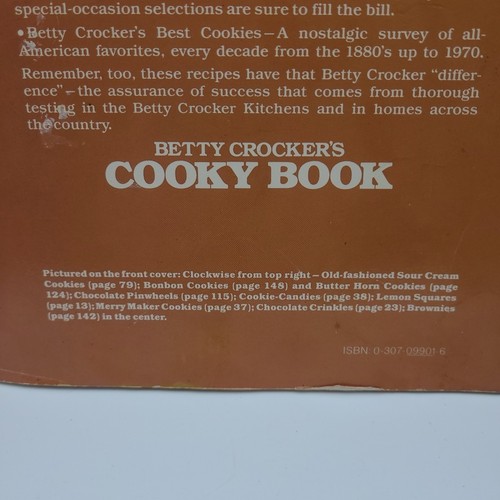 special-occasion selections are sure to fill the bill.
• Betty Crocker's Best Cookies—A nostalgic survey of all-
American favorites, every decade from the 1880's up to 1970.
Remember, too, these recipes have that Betty Crocker "differ-
ence"—the assurance of success that comes from thorough
testing in the Betty Crocker Kitchens and in homes across
the country.
BETTY CROCKER'S
COOKY BOOK
Pictured on the front cover: Clockwise from top right—Old-fashioned Sour Cream
Cookies (page 79); Bonbon Cookies (page 148) and Butter Horn Cookies (page
124); Chocolate Pinwheels (page 115); Cookie-Candies (page 38); Lemon Squares
(page 13); Merry Maker Cookies (page 37); Chocolate Crinkles (page 23); Brownies
(page 142) in the center.
ISBN: 0-307-09901 6